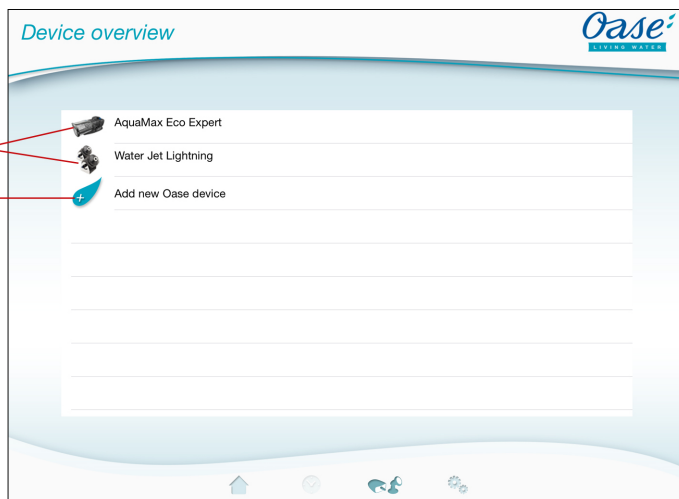 Device overview
Oase
LIVING WATER
AquaMax Eco Expert
Water Jet Lightning
+ Add new Oase device